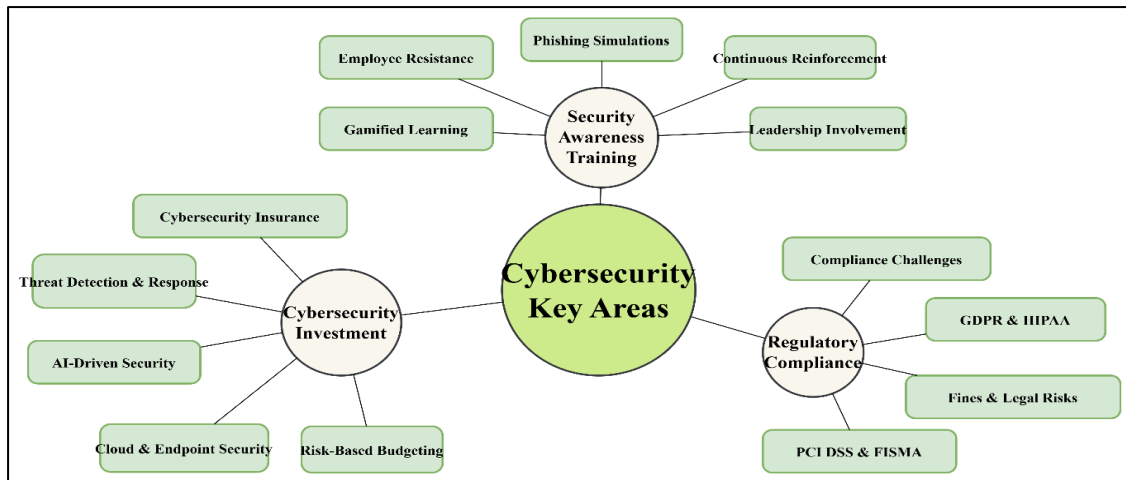 Phishing Simulations
Employee Resistance
Continuous Reinforcement
Gamified Learning
Security
Awareness
Training
Leadership Involvement
Cybersecurity Insurance
Threat Detection & Response
AI-Driven Security
Cloud & Endpoint Security
Risk-Based Budgeting
Cybersecurity
Investment
Cybersecurity
Key Areas
Regulatory
Compliance
Compliance Challenges
GDPR & HIPAA
Fines & Legal Risks
PCI DSS & FISMA